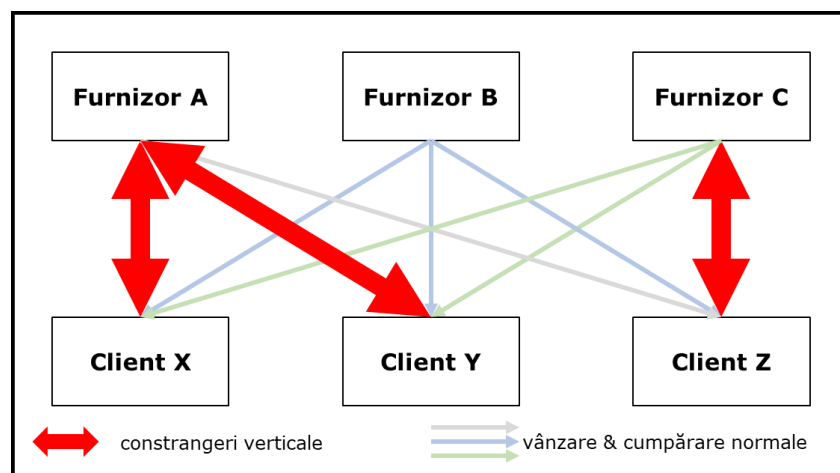 Furnizor A
Furnizor B
Furnizor C
Client X
Client Y
Client Z
constrangeri verticale
vânzare & cumpărare normale